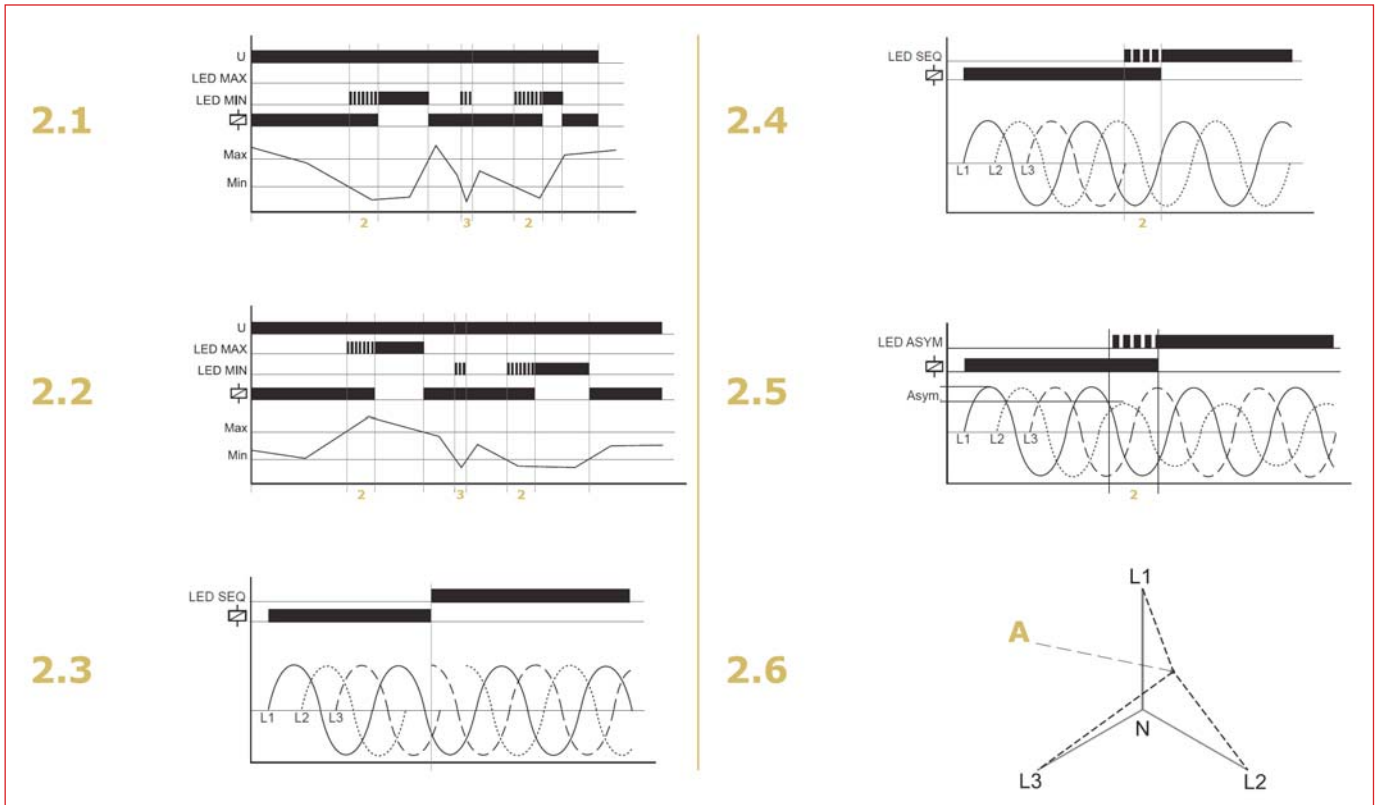 2.1
U
LED MAX
LED MIN
Max
Min
2 3 2
2.2
U
LED MAX
LED MIN
Max
Min
2 3 2
2.3
LED SEQ
L1 L2 L3
2.4
LED SEQ
L1 L2 L3
2
2.5
LED ASYM
Asym
L1 L2 L3
2
2.6
L1
A
N
L3 L2